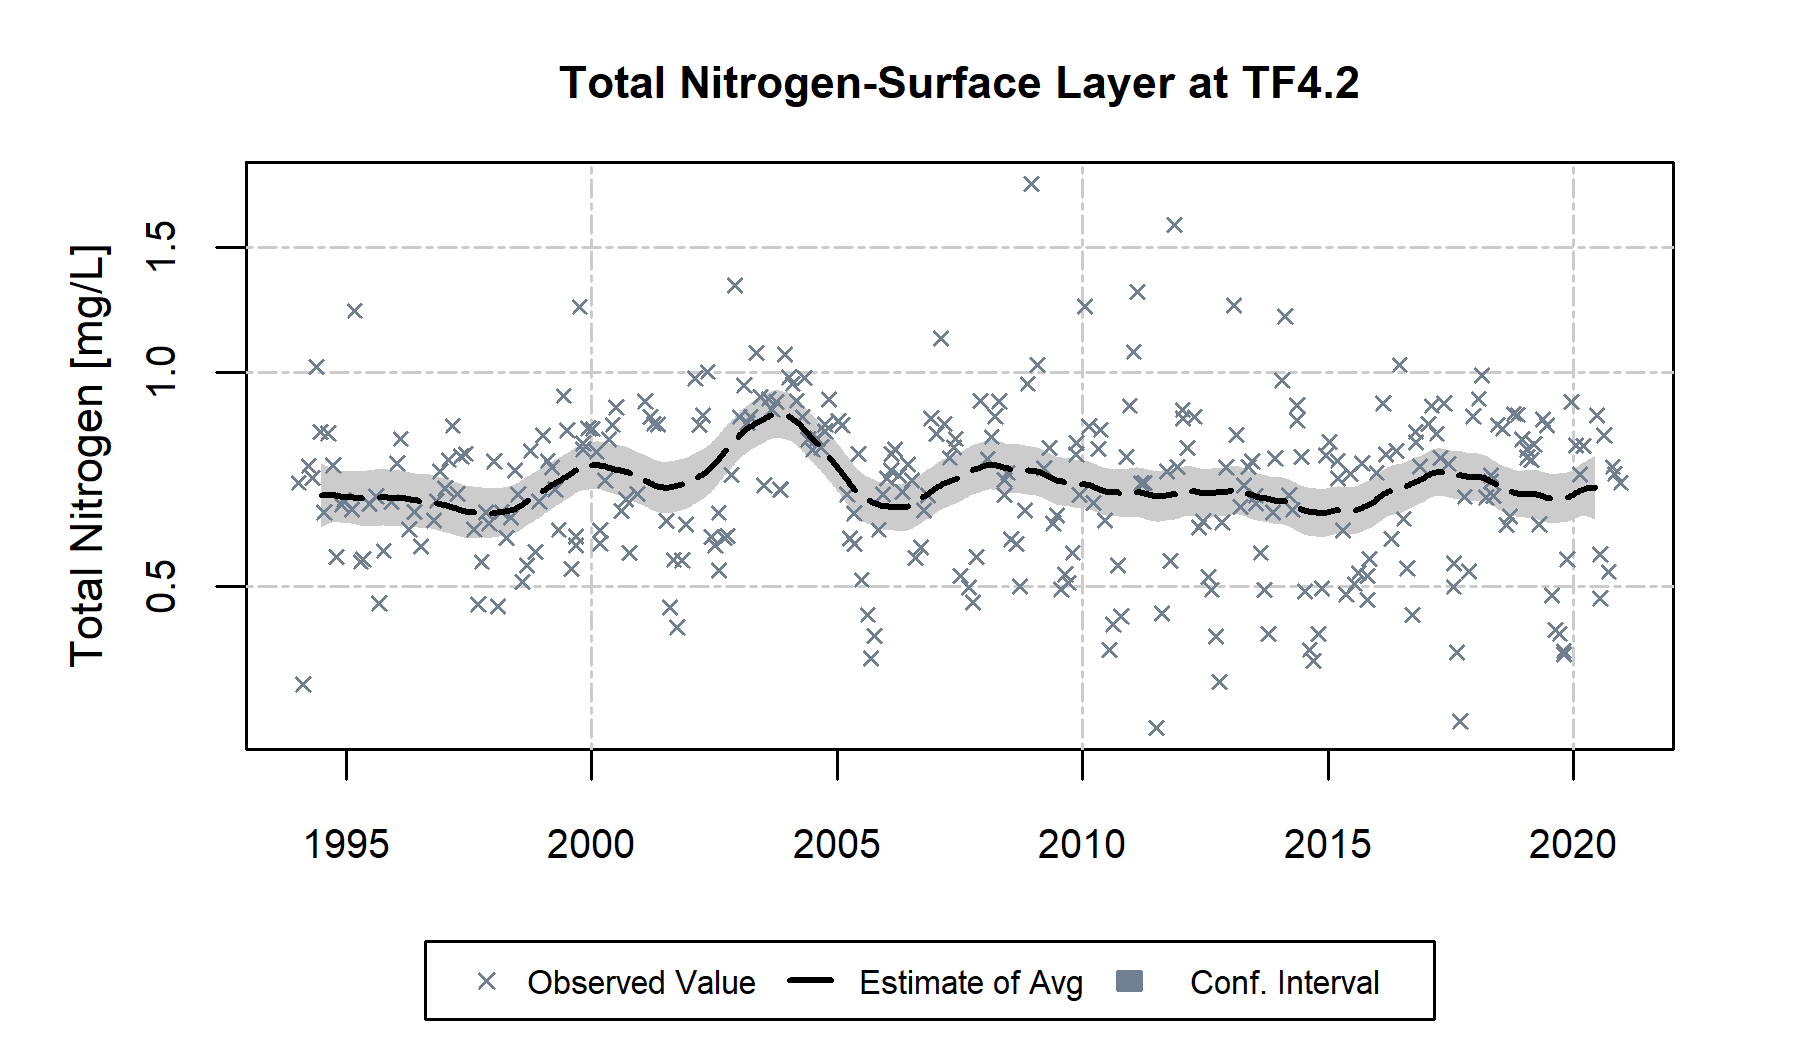 Total Nitrogen-Surface Layer at TF4.2
Total Nitrogen [mg/L]
1.5
1.0
0.5
1995 2000 2005 2010 2015 2020
Observed Value Estimate of Avg Conf. Interval